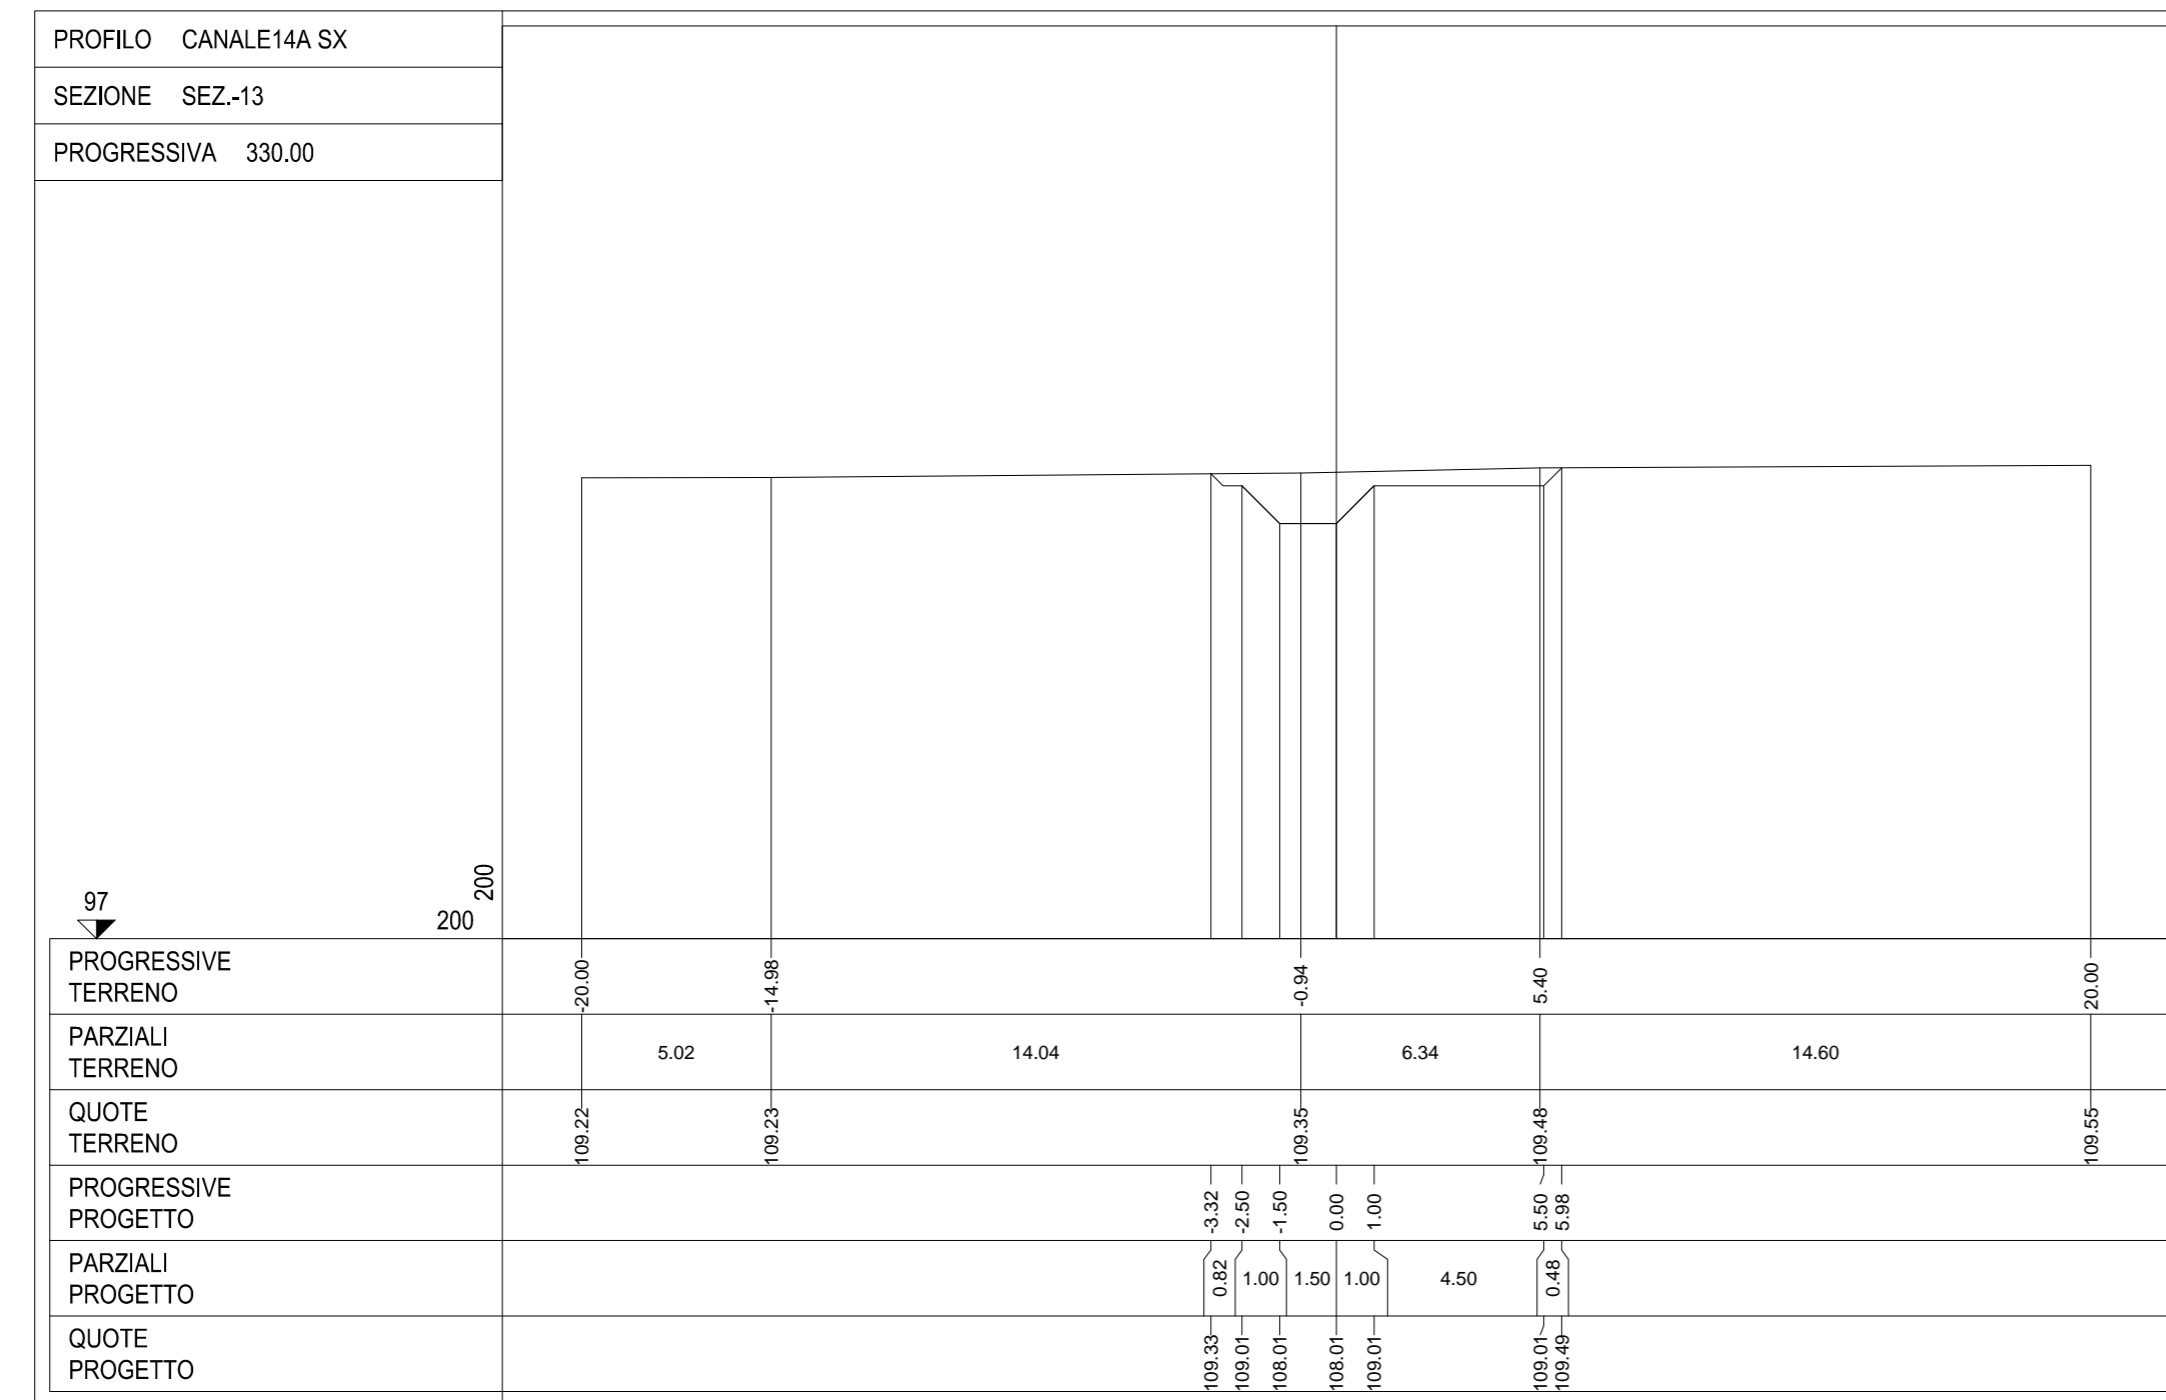 PROFILO CANALE14A SX
SEZIONE SEZ.-13
PROGRESSIVA 330.00
97
200
200
PROGRESSIVE
TERRENO
-20.00 -14.98 -0.94 5.40 20.00
PARZIALI
TERRENO
5.02 14.04 6.34 14.60
QUOTE
TERRENO
109.22 109.23 109.35 109.48 109.55
PROGRESSIVE
PROGETTO
-3.32 -2.50 -1.50 0.00 1.00 5.50 5.98
PARZIALI
PROGETTO
0.82 1.00 1.50 1.00 4.50 0.48
QUOTE
PROGETTO
109.33 109.01 108.01 108.01 109.01 109.01 109.49